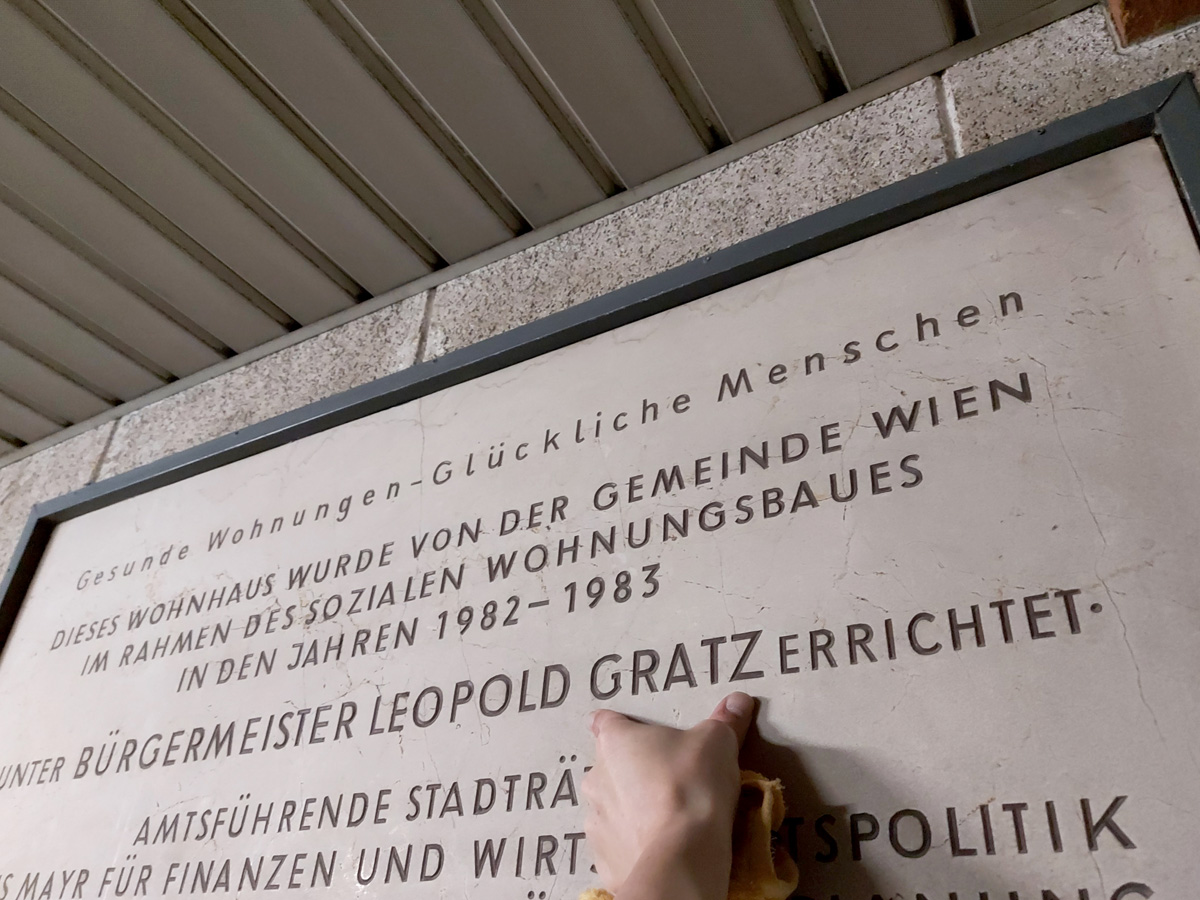 Gesunde Wohnungen-Glückliche Menschen
DIESES WOHNHAUS WURDE VON DER GEMEINDE WIEN
IM RAHMEN DES SOZIALEN WOHNUNGSBAUES
IN DEN JAHREN 1982–1983
UNTER BÜRGERMEISTER LEOPOLD GRATZ ERRICHTET·
AMTSFÜHRENDE STADTRÄ
MAYR FÜR FINANZEN UND WIRT TSPOLITIK